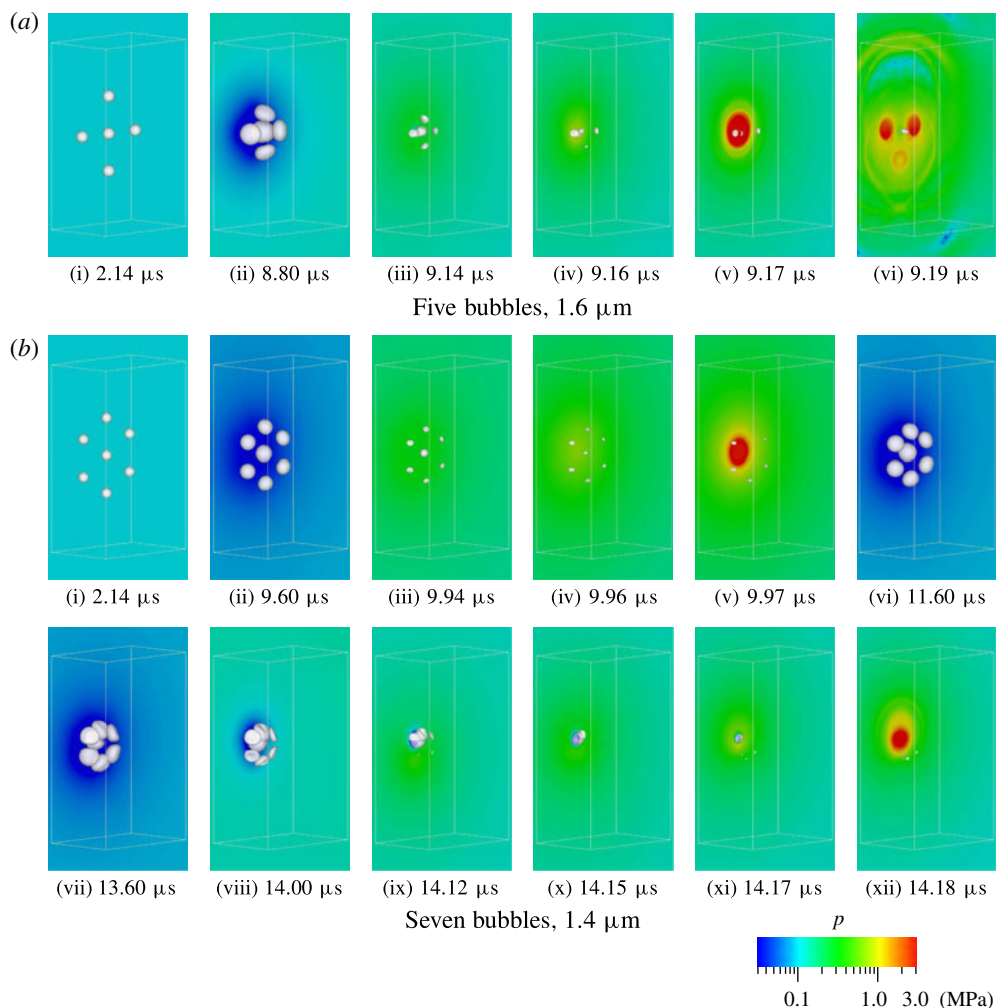 (a)
(i) 2.14 μs (ii) 8.80 μs (iii) 9.14 μs (iv) 9.16 μs (v) 9.17 μs (vi) 9.19 μs
Five bubbles, 1.6 μm
(b)
(i) 2.14 μs (ii) 9.60 μs (iii) 9.94 μs (iv) 9.96 μs (v) 9.97 μs (vi) 11.60 μs
(vii) 13.60 μs (viii) 14.00 μs (ix) 14.12 μs (x) 14.15 μs (xi) 14.17 μs (xii) 14.18 μs
Seven bubbles, 1.4 μm
p
0.1 1.0 3.0 (MPa)